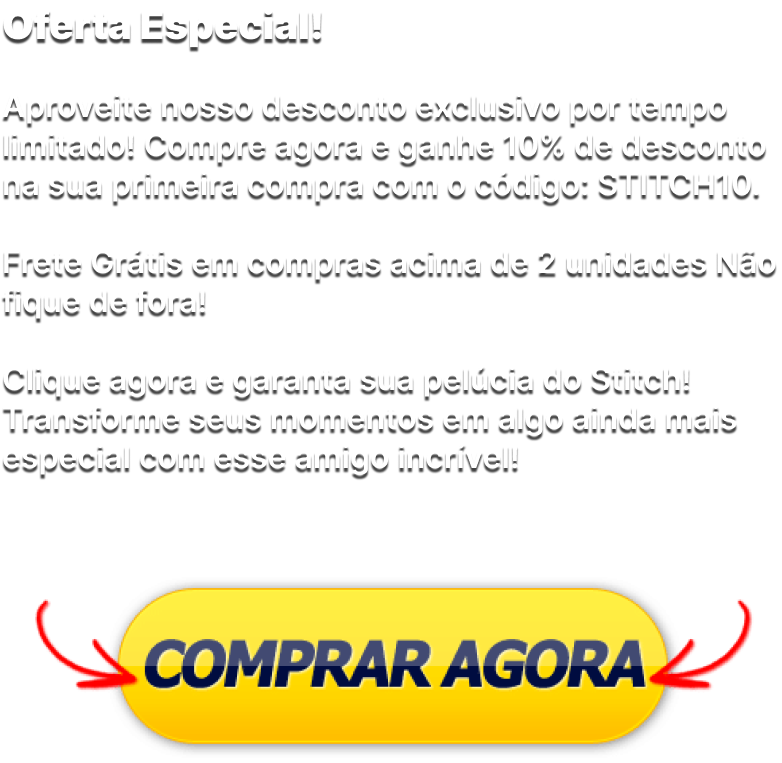 Oferta Especial!
Aproveite nosso desconto exclusivo por tempo
limitado! Compre agora e ganhe 10% de desconto
na sua primeira compra com o código: STITCH10.
Frete Grátis em compras acima de 2 unidades Não
fique de fora!
Clique agora e garanta sua pelúcia do Stitch!
Transforme seus momentos em algo ainda mais
especial com esse amigo incrível!
COMPRAR AGORA